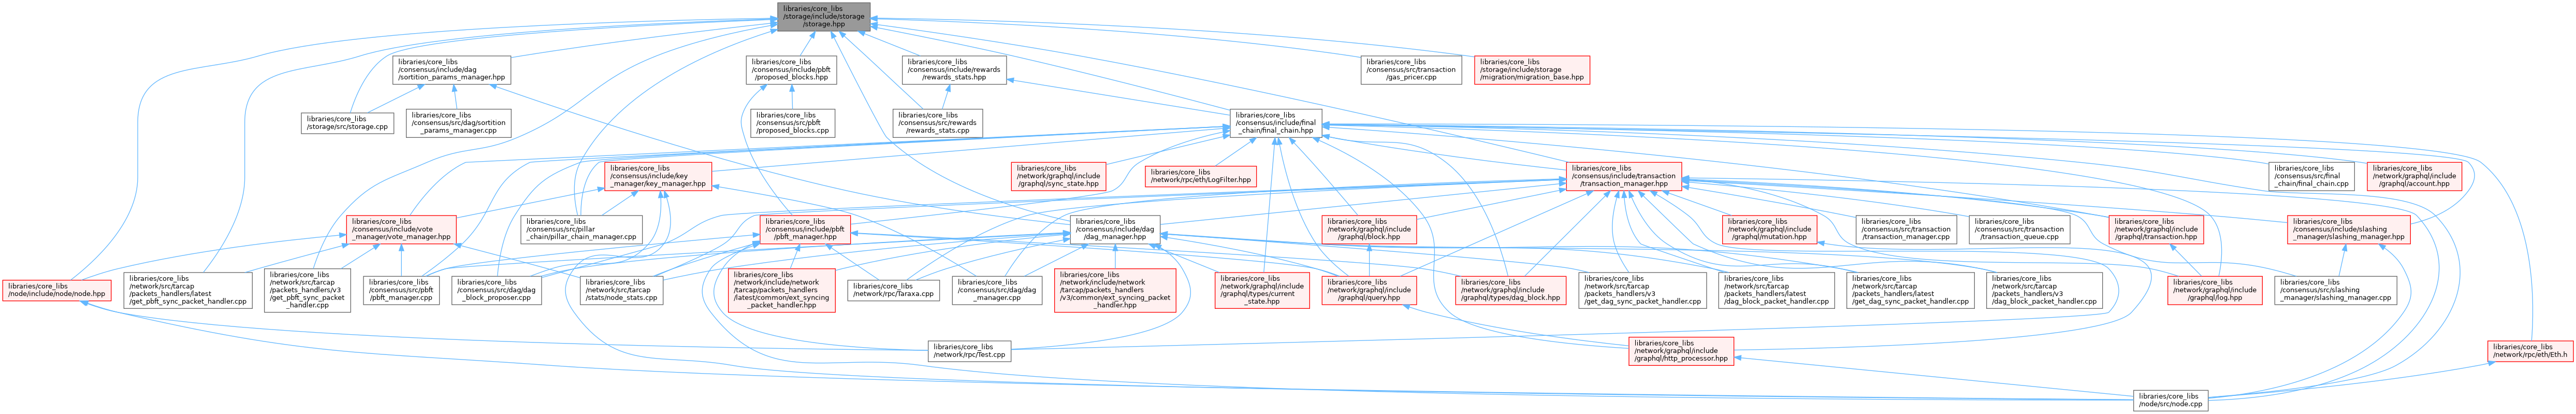 libraries/core_libs
/storage/include/storage
/storage.hpp
libraries/core_libs
/consensus/include/dag
/sortition_params_manager.hpp
libraries/core_libs
/consensus/include/pbft
/proposed_blocks.hpp
libraries/core_libs
/consensus/include/rewards
/rewards_stats.hpp
libraries/core_libs
/consensus/src/transaction
/gas_pricer.cpp
libraries/core_libs
/storage/include/storage
/migration/migration_base.hpp
libraries/core_libs
/storage/src/storage.cpp
libraries/core_libs
/consensus/src/dag/sortition
_params_manager.cpp
libraries/core_libs
/consensus/src/pbft
/proposed_blocks.cpp
libraries/core_libs
/consensus/src/rewards
/rewards_stats.cpp
libraries/core_libs
/consensus/include/final
_chain/final_chain.hpp
libraries/core_libs
/consensus/include/key
_manager/key_manager.hpp
libraries/core_libs
/network/graphql/include
/graphql/sync_state.hpp
libraries/core_libs
/network/rpc/eth/LogFilter.hpp
libraries/core_libs
/consensus/include/transaction
/transaction_manager.hpp
libraries/core_libs
/consensus/src/final
_chain/final_chain.cpp
libraries/core_libs
/network/graphql/include
/graphql/account.hpp
libraries/core_libs
/consensus/include/vote
_manager/vote_manager.hpp
libraries/core_libs
/consensus/src/pillar
_chain/pillar_chain_manager.cpp
libraries/core_libs
/consensus/include/pbft
/pbft_manager.hpp
libraries/core_libs
/consensus/include/dag
/dag_manager.hpp
libraries/core_libs
/network/graphql/include
/graphql/block.hpp
libraries/core_libs
/network/graphql/include
/graphql/mutation.hpp
libraries/core_libs
/consensus/src/transaction
/transaction_manager.cpp
libraries/core_libs
/consensus/src/transaction
/transaction_queue.cpp
libraries/core_libs
/network/graphql/include
/graphql/transaction.hpp
libraries/core_libs
/consensus/include/slashing
_manager/slashing_manager.hpp
libraries/core_libs
/node/include/node/node.hpp
libraries/core_libs
/network/src/tarcap
/packets_handlers/latest
/get_pbft_sync_packet_handler.cpp
libraries/core_libs
/network/src/tarcap
/packets_handlers/v3
/get_pbft_sync_packet
_handler.cpp
libraries/core_libs
/consensus/src/pbft
/pbft_manager.cpp
libraries/core_libs
/consensus/src/dag/dag
_block_proposer.cpp
libraries/core_libs
/network/src/tarcap
/stats/node_stats.cpp
libraries/core_libs
/network/include/network
/tarcap/packets_handlers
/latest/common/ext_syncing
_packet_handler.hpp
libraries/core_libs
/network/rpc/Taraxa.cpp
libraries/core_libs
/consensus/src/dag/dag
_manager.cpp
libraries/core_libs
/network/include/network
/tarcap/packets_handlers
/v3/common/ext_syncing_packet
_handler.hpp
libraries/core_libs
/network/graphql/include
/graphql/types/current
_state.hpp
libraries/core_libs
/network/graphql/include
/graphql/query.hpp
libraries/core_libs
/network/graphql/include
/graphql/types/dag_block.hpp
libraries/core_libs
/network/src/tarcap
/packets_handlers/v3
/get_dag_sync_packet_handler.cpp
libraries/core_libs
/network/src/tarcap
/packets_handlers/latest
/dag_block_packet_handler.cpp
libraries/core_libs
/network/src/tarcap
/packets_handlers/latest
/get_dag_sync_packet_handler.cpp
libraries/core_libs
/network/src/tarcap
/packets_handlers/v3
/dag_block_packet_handler.cpp
libraries/core_libs
/network/graphql/include
/graphql/log.hpp
libraries/core_libs
/consensus/src/slashing
_manager/slashing_manager.cpp
libraries/core_libs
/network/rpc/Test.cpp
libraries/core_libs
/network/graphql/include
/graphql/http_processor.hpp
libraries/core_libs
/network/rpc/eth/Eth.h
libraries/core_libs
/node/src/node.cpp